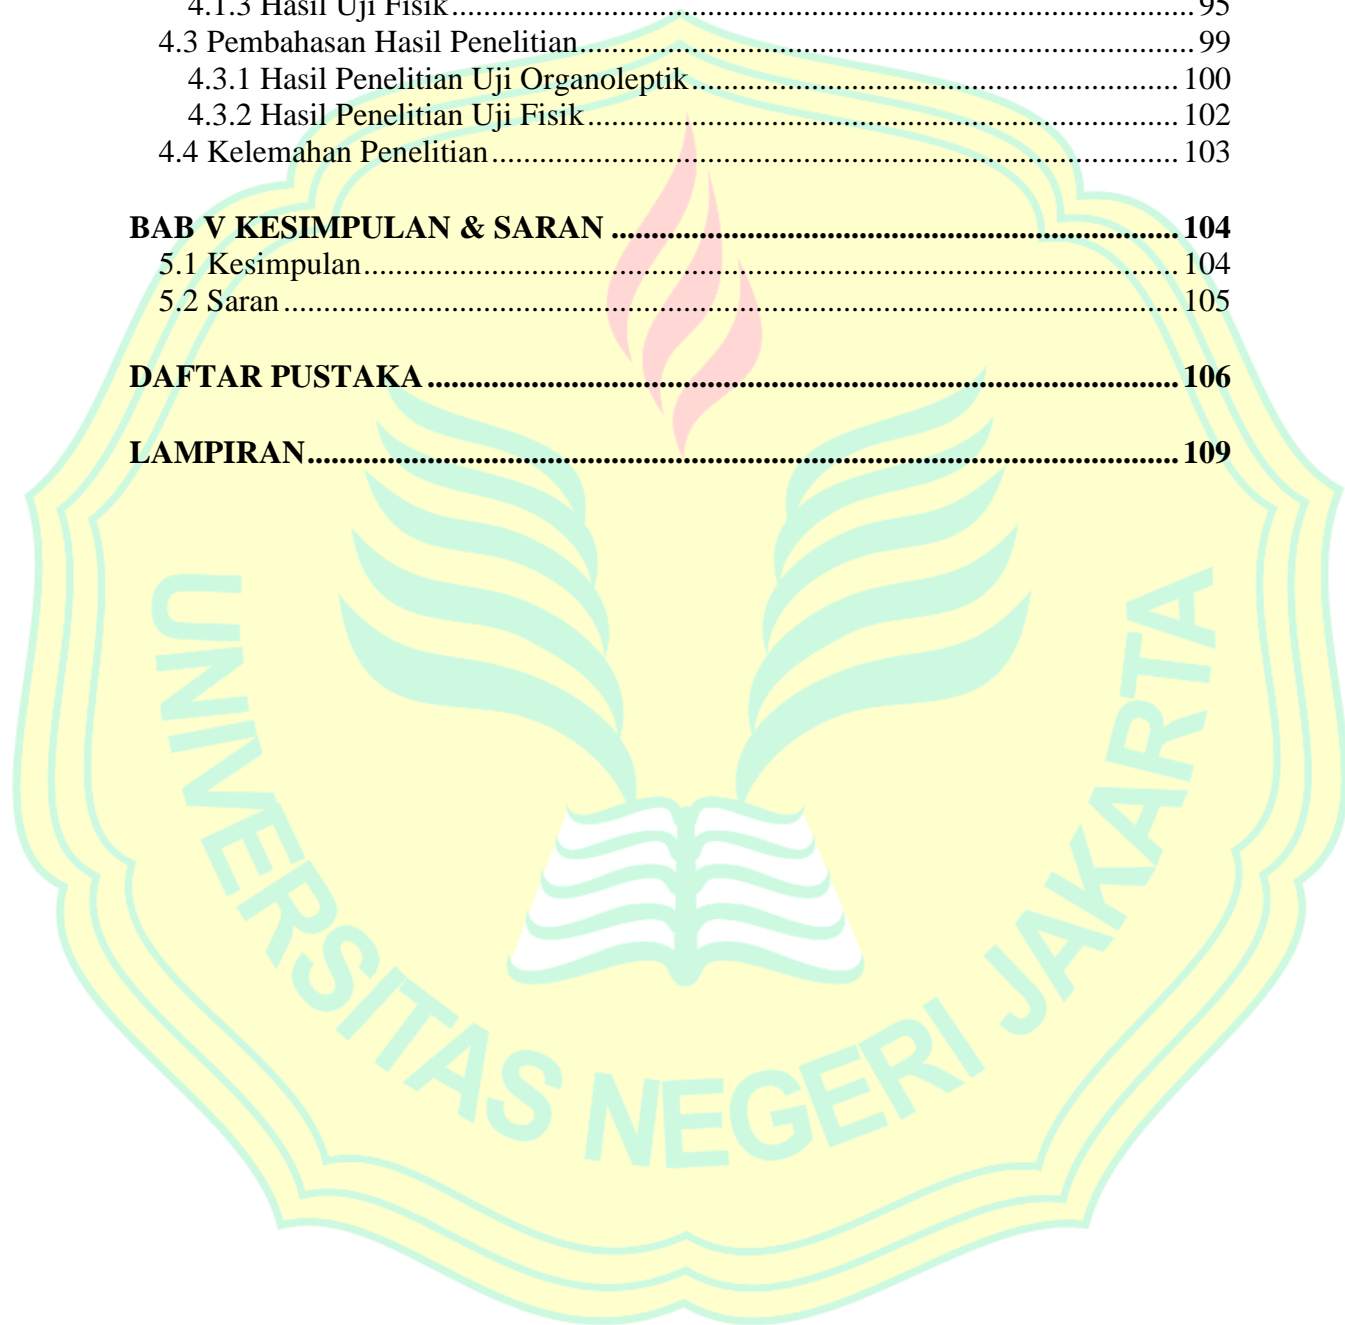 4.1.3 Hasil Uji Fisik........................................................................................95
4.3 Pembahasan Hasil Penelitian........................................................................99
4.3.1 Hasil Penelitian Uji Organoleptik............................................................100
4.3.2 Hasil Penelitian Uji Fisik........................................................................102
4.4 Kelemahan Penelitian....................................................................................103
BAB V KESIMPULAN & SARAN ......................................................................104
5.1 Kesimpulan.....................................................................................................104
5.2 Saran...............................................................................................................105
DAFTAR PUSTAKA.............................................................................................106
LAMPIRAN............................................................................................................109
UNIVERSITAS NEGERI JAKARTA